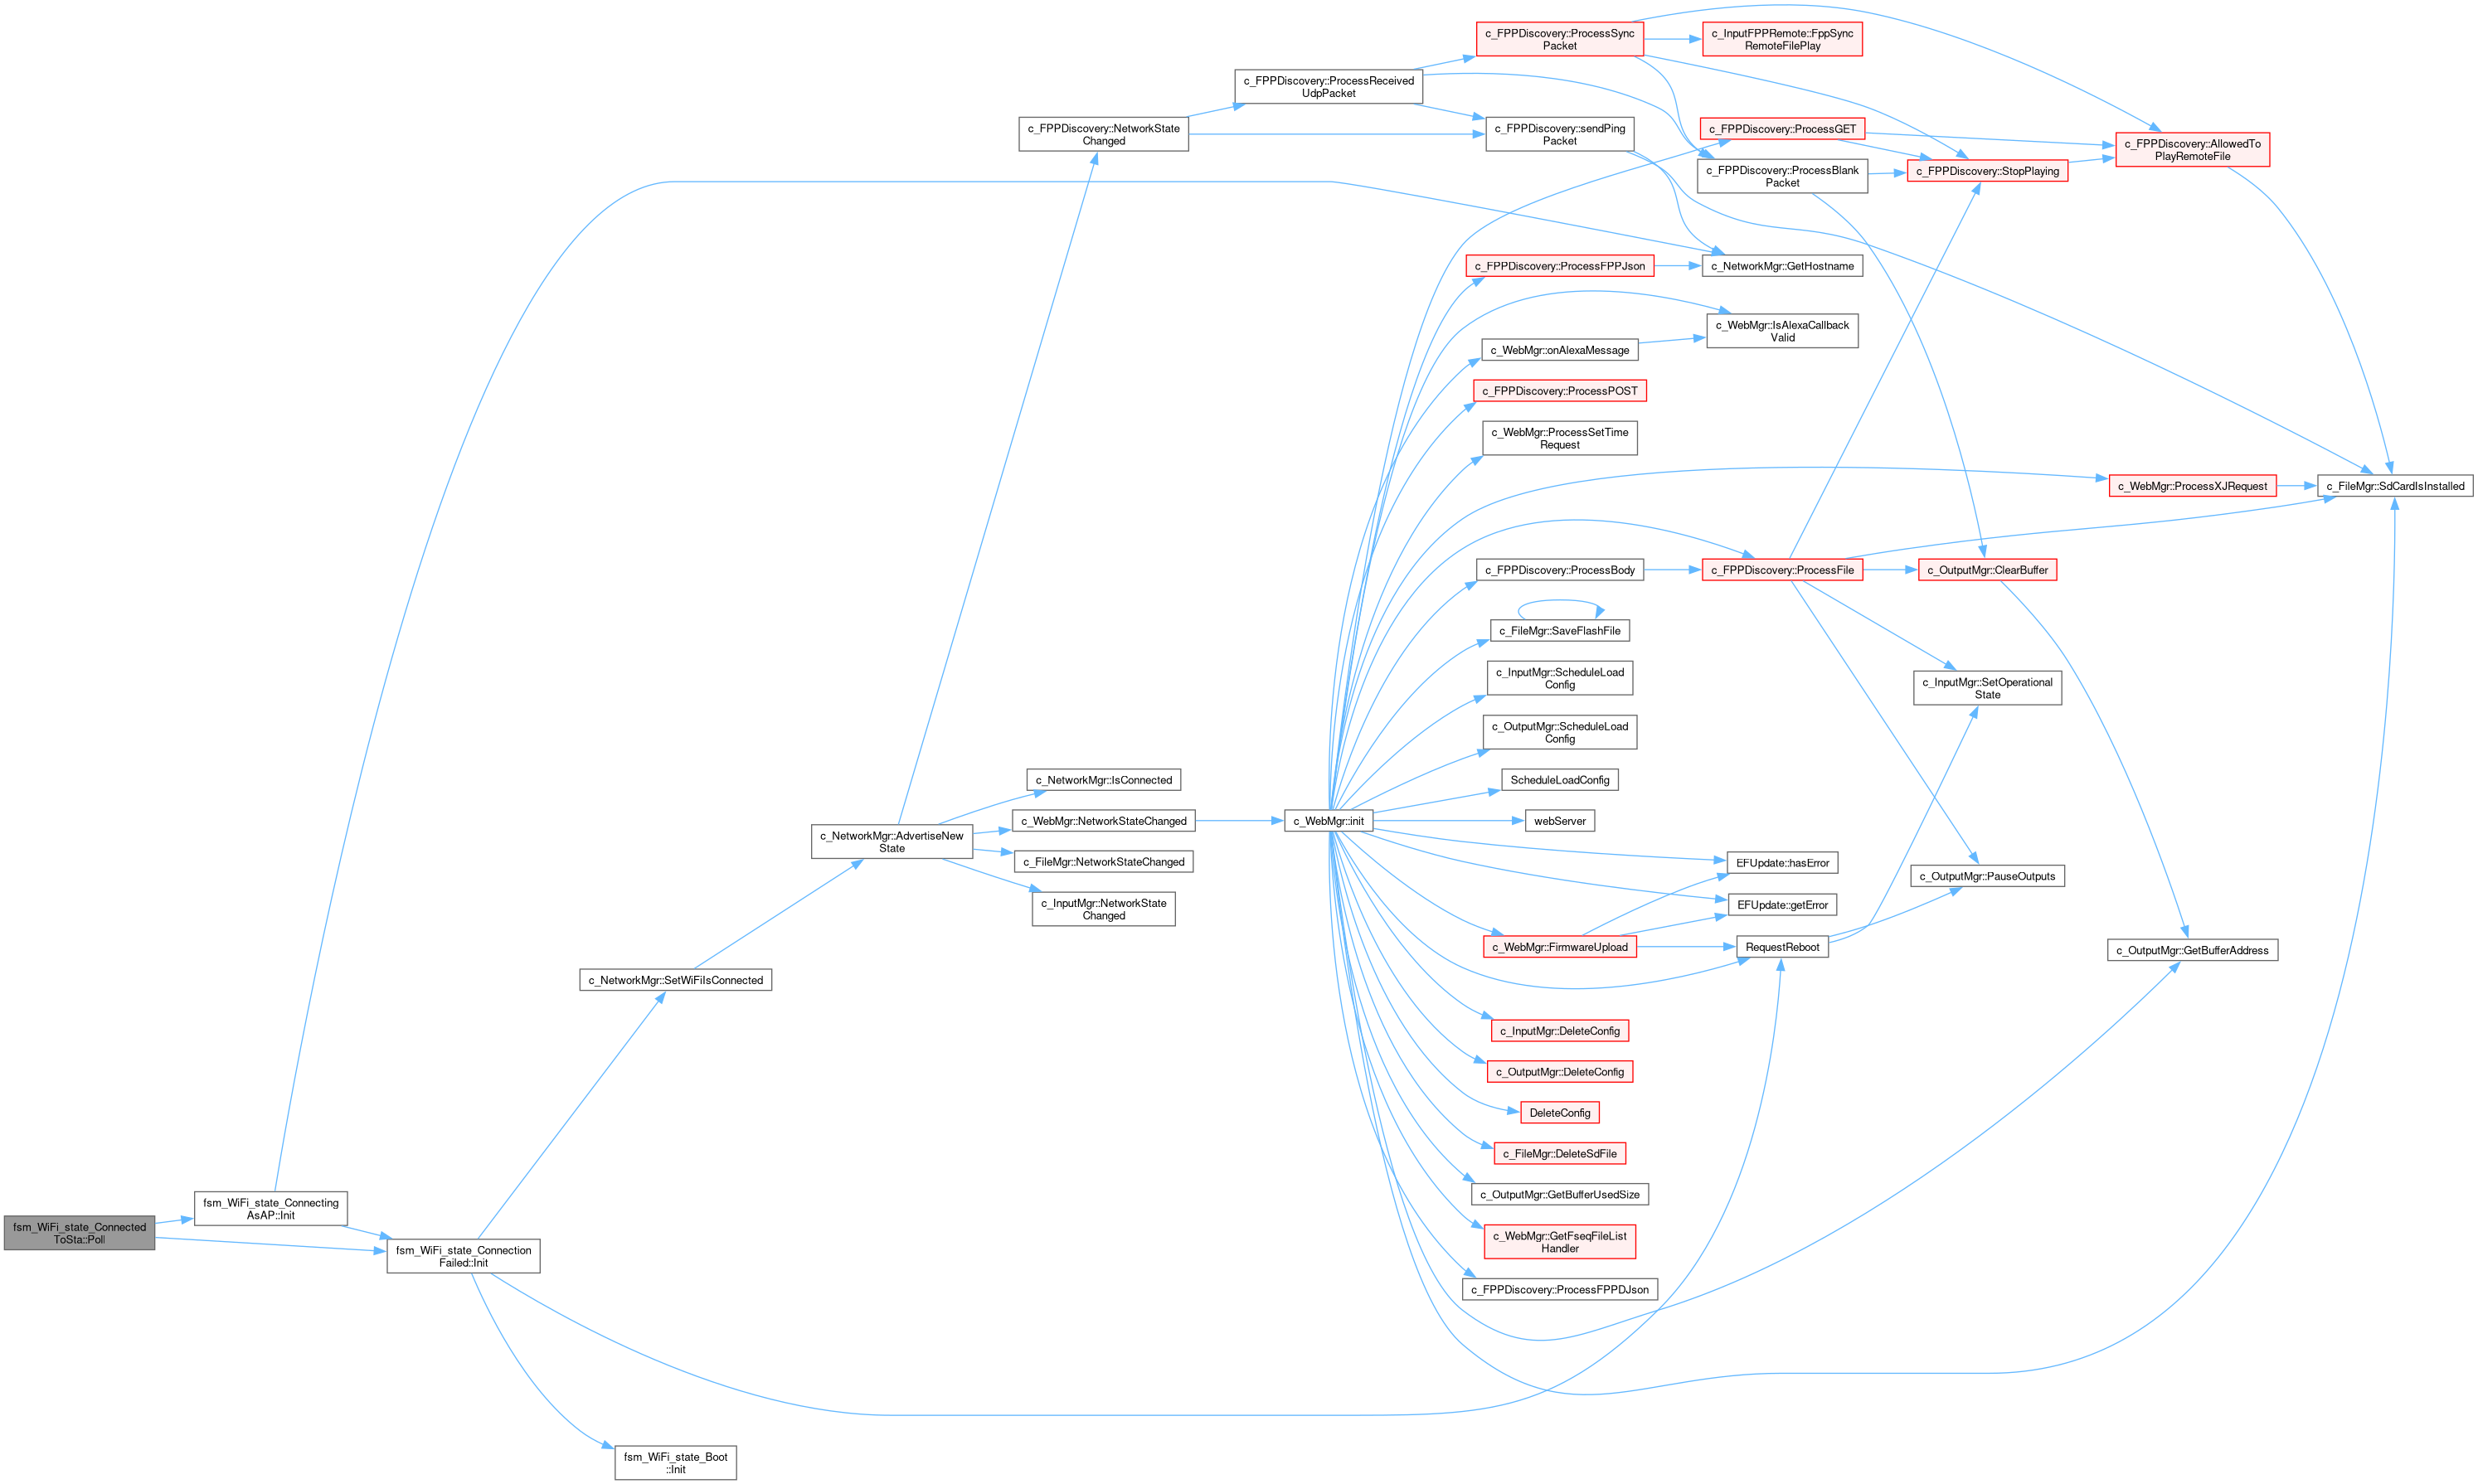 fsm_WiFi_state_Connected
ToSta::Poll
fsm_WiFi_state_Connecting
AsAP::Init
fsm_WiFi_state_Connection
Failed::Init
fsm_WiFi_state_Boot
::Init
c_NetworkMgr::SetWiFiIsConnected
c_NetworkMgr::AdvertiseNew
State
c_FPPDiscovery::NetworkState
Changed
c_NetworkMgr::IsConnected
c_WebMgr::NetworkStateChanged
c_FileMgr::NetworkStateChanged
c_InputMgr::NetworkState
Changed
c_FPPDiscovery::ProcessReceived
UdpPacket
c_WebMgr::init
c_FPPDiscovery::ProcessSync
Packet
c_FPPDiscovery::sendPing
Packet
c_FPPDiscovery::ProcessFPPJson
c_WebMgr::onAlexaMessage
c_FPPDiscovery::ProcessPOST
c_WebMgr::ProcessSetTime
Request
c_FPPDiscovery::ProcessBody
c_FileMgr::SaveFlashFile
c_InputMgr::ScheduleLoad
Config
c_OutputMgr::ScheduleLoad
Config
ScheduleLoadConfig
webServer
c_WebMgr::FirmwareUpload
c_InputMgr::DeleteConfig
c_OutputMgr::DeleteConfig
DeleteConfig
c_FileMgr::DeleteSdFile
c_OutputMgr::GetBufferUsedSize
c_WebMgr::GetFseqFileList
Handler
c_FPPDiscovery::ProcessFPPDJson
c_InputFPPRemote::FppSync
RemoteFilePlay
c_FPPDiscovery::ProcessGET
c_FPPDiscovery::ProcessBlank
Packet
c_NetworkMgr::GetHostname
c_WebMgr::IsAlexaCallback
Valid
c_FPPDiscovery::ProcessFile
EFUpdate::hasError
EFUpdate::getError
RequestReboot
c_FPPDiscovery::StopPlaying
c_OutputMgr::ClearBuffer
c_InputMgr::SetOperational
State
c_OutputMgr::PauseOutputs
c_FPPDiscovery::AllowedTo
PlayRemoteFile
c_WebMgr::ProcessXJRequest
c_OutputMgr::GetBufferAddress
c_FileMgr::SdCardIsInstalled